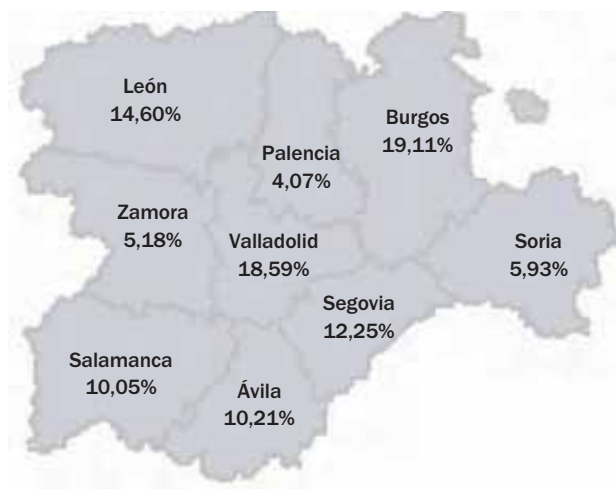 León
14,60%
Burgos
19,11%
Palencia
4,07%
Zamora
5,18%
Valladolid
18,59%
Soria
5,93%
Segovia
12,25%
Salamanca
10,05%
Ávila
10,21%